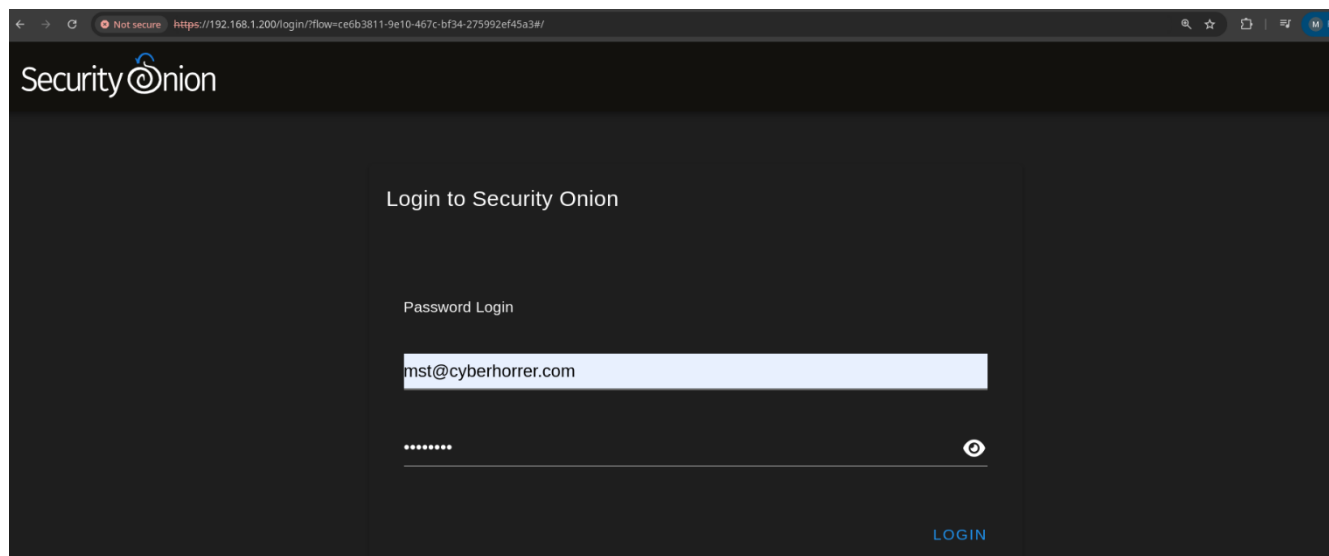 Not secure https://192.168.1.200/login/?flow=ce6b3811-9e10-467c-bf34-275992ef45a3#/
M
Security Onion
Login to Security Onion
Password Login
mst@cyberhorrer.com
••••••••
LOGIN